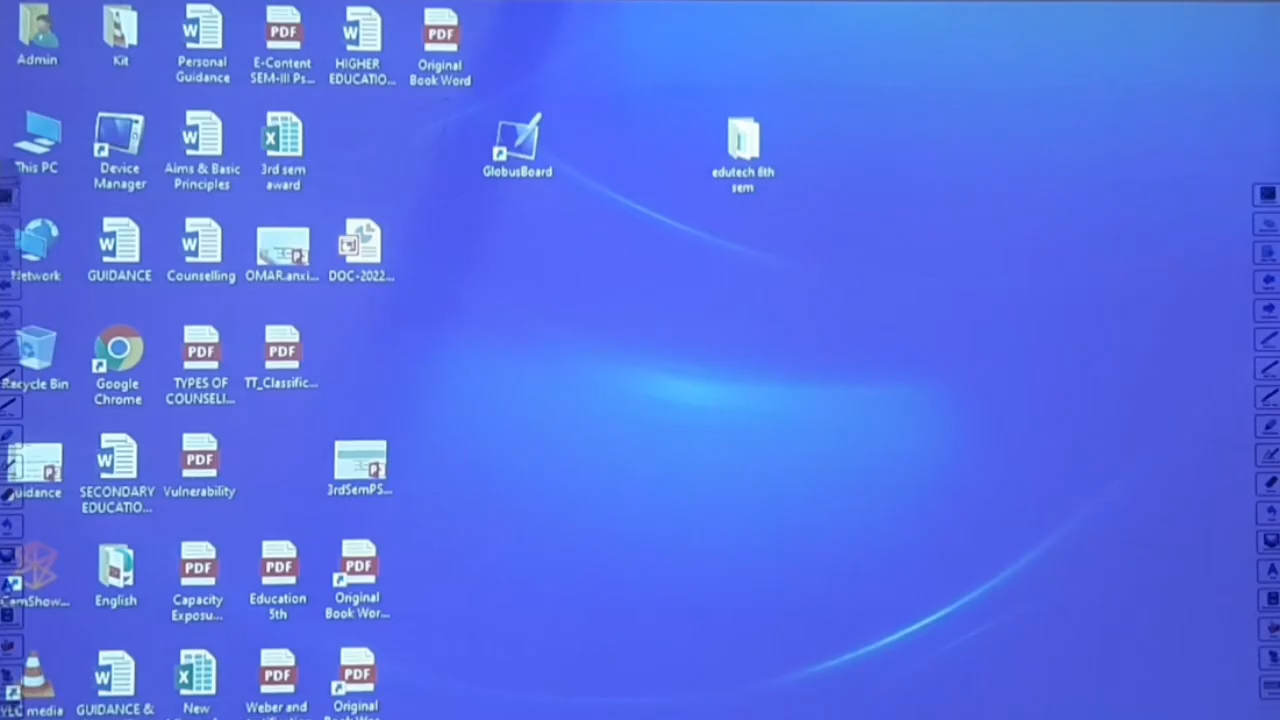 Admin
Kit
Personal
Guidance
E-Content
SEM-III Ps...
HIGHER
EDUCATIO...
Original
Book Word
This PC
Device
Manager
Aims & Basic
Principles
3rd sem
award
GlobusBoard
edutech 6th
sem
Network
GUIDANCE
Counselling
OMAR.anxi...
DOC-2022...
Recycle Bin
Google
Chrome
TYPES OF
COUNSELI...
TT_Classific...
uidance
SECONDARY
EDUCATIO...
Vulnerability
3rdSemPS...
CamShow...
English
Capacity
Exposu...
Education
5th
Original
Book Wor...
VLC media
GUIDANCE &
New
Weber and
Original
Book Wor...